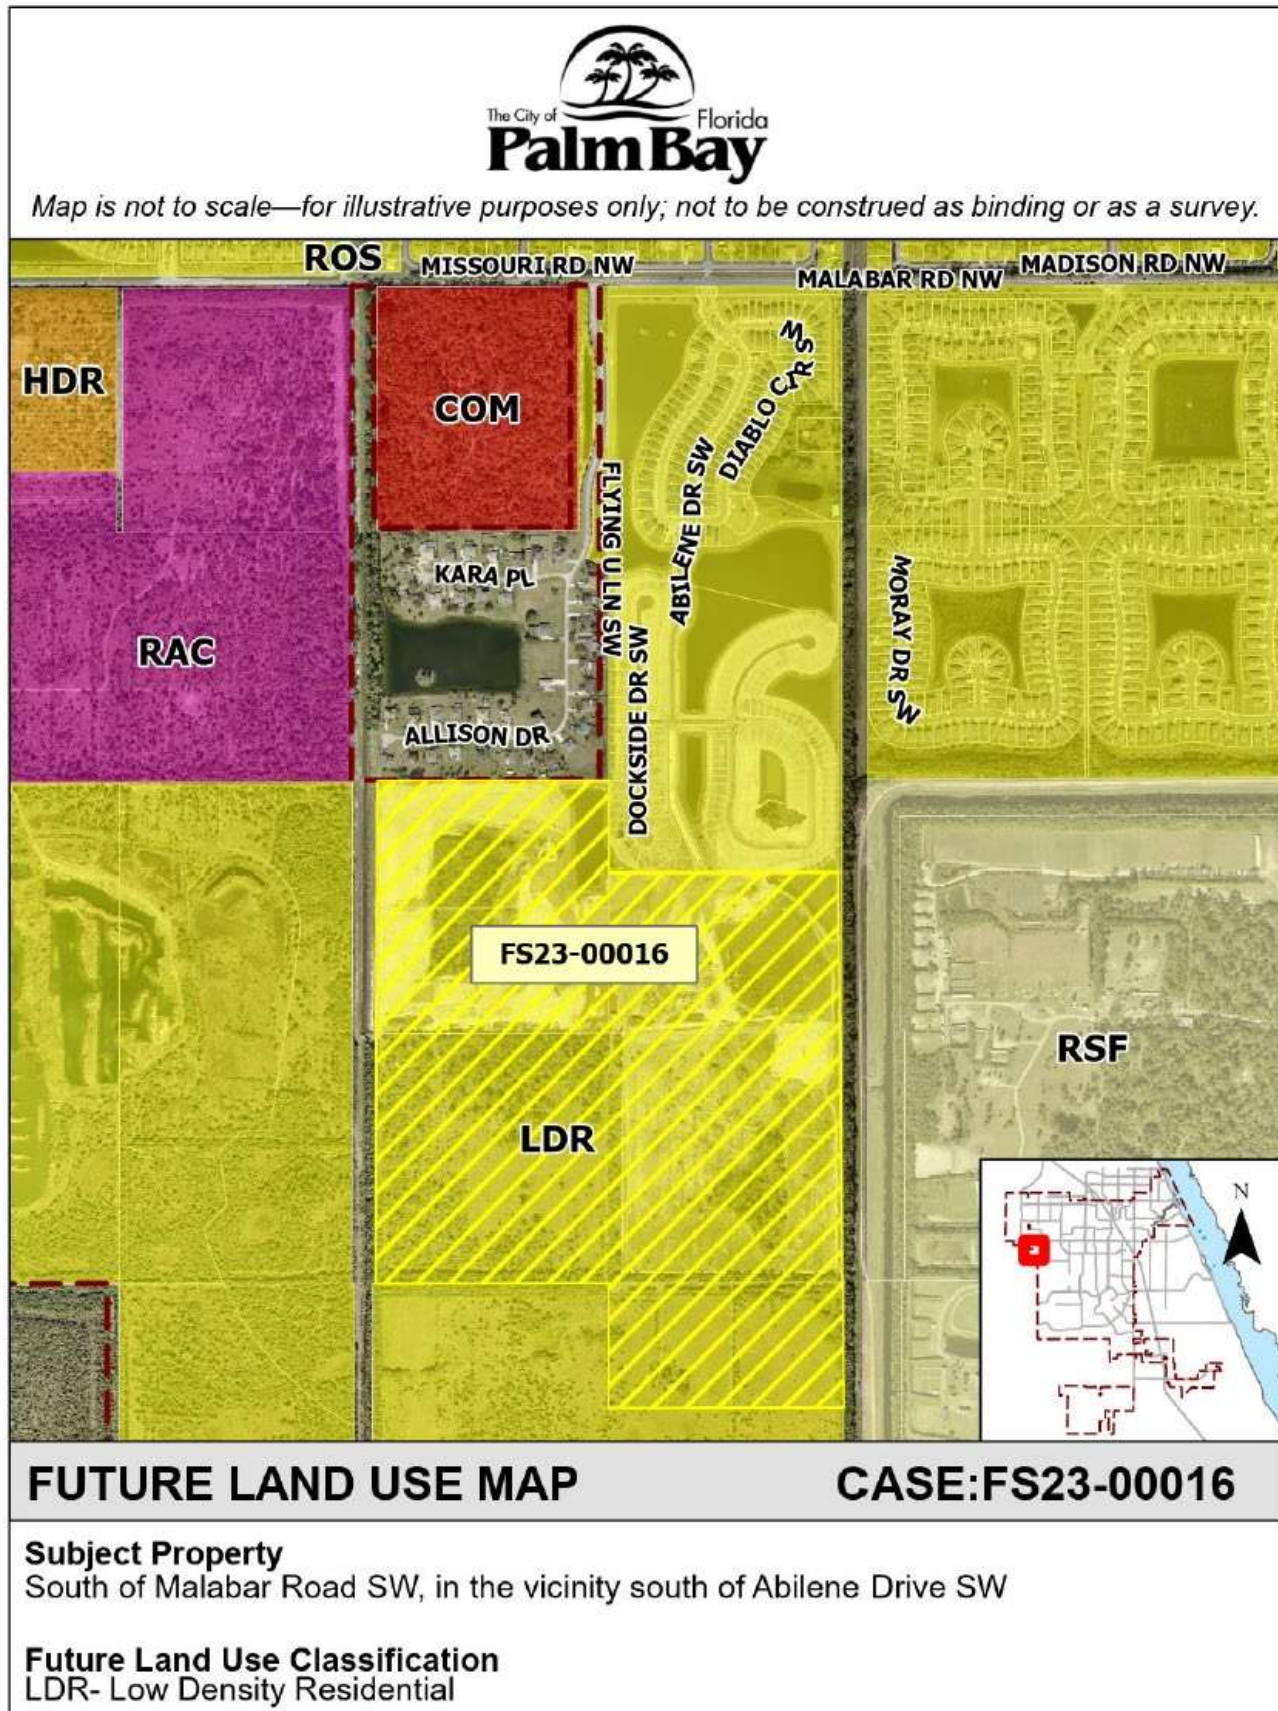 The City of Florida
Palm Bay
Map is not to scale—for illustrative purposes only; not to be construed as binding or as a survey.
ROS
MISSOURI RD NW
MALABAR RD NW
MADISON RD NW
HDR
COM
DIABLO CIR SW
ABILENE DR SW
FLYING U LN SW
KARA PL
MORAY DR SW
RAC
DOCKSIDE DR SW
ALLISON DR
FS23-00016
RSF
LDR
N
FUTURE LAND USE MAP CASE:FS23-00016
Subject Property
South of Malabar Road SW, in the vicinity south of Abilene Drive SW
Future Land Use Classification
LDR- Low Density Residential